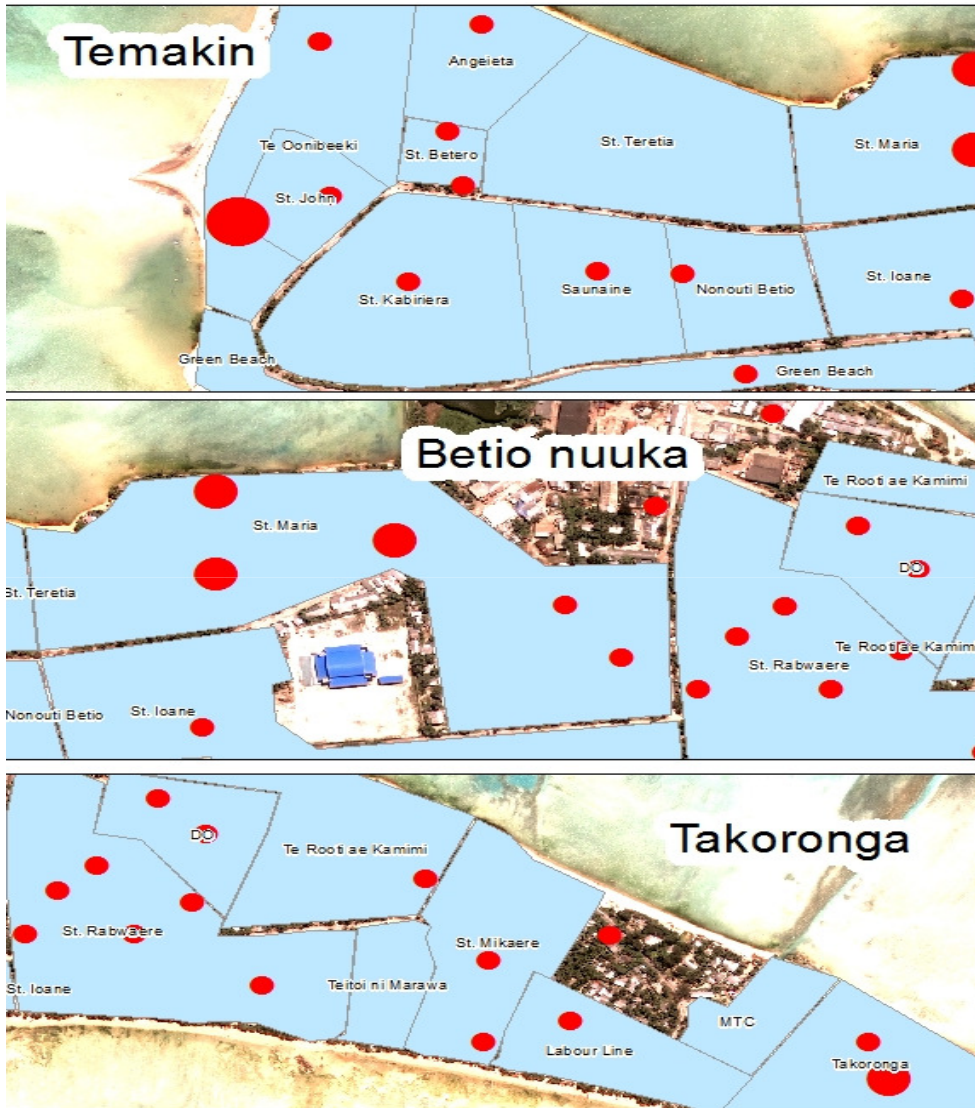 Temakin
Angeieta
Te Oonibeeki
St. Betero
St. Teretia
St. Maria
St. John
St. Kabiriera
Saunaine
Nonouti Betio
St. Ioane
Green Beach
Green Beach
Betio nuuka
Te Rooti ae Kamimi
St. Maria
DO
St. Teretia
Te Rooti ae Kamim
St. Rabwaere
Nonouti Betio
St. Ioane
Takoronga
DO
Te Rooti ae Kamimi
St. Rabwaere
St. Mikaere
St. Ioane
Teitoi ni Marawa
MTC
Labour Line
Takoronga